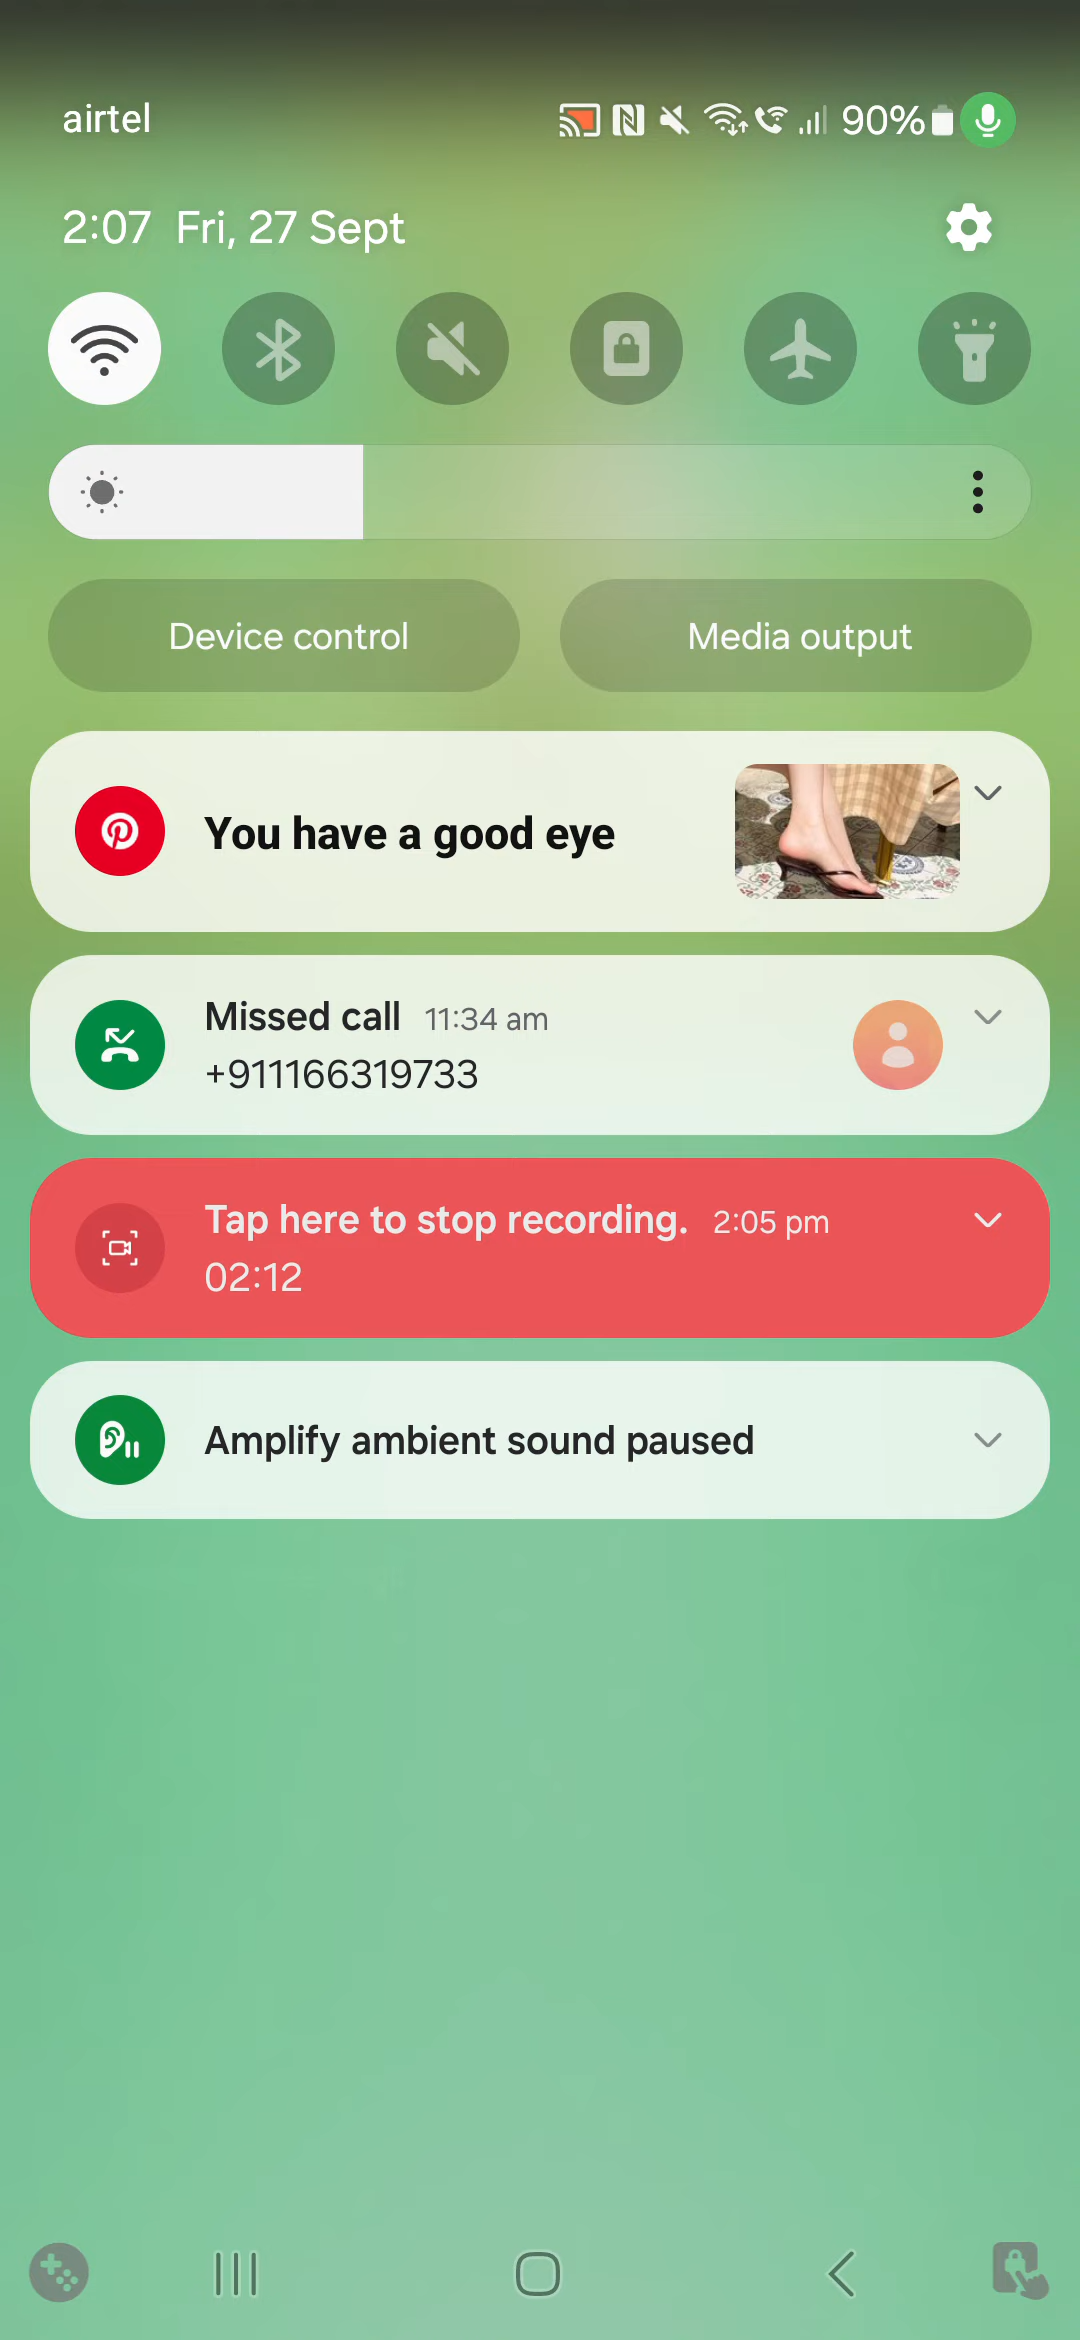 airtel
90%
2:07 Fri, 27 Sept
Device control
Media output
You have a good eye
Missed call 11:34 am
+911166319733
Tap here to stop recording. 2:05 pm
02:12
Amplify ambient sound paused